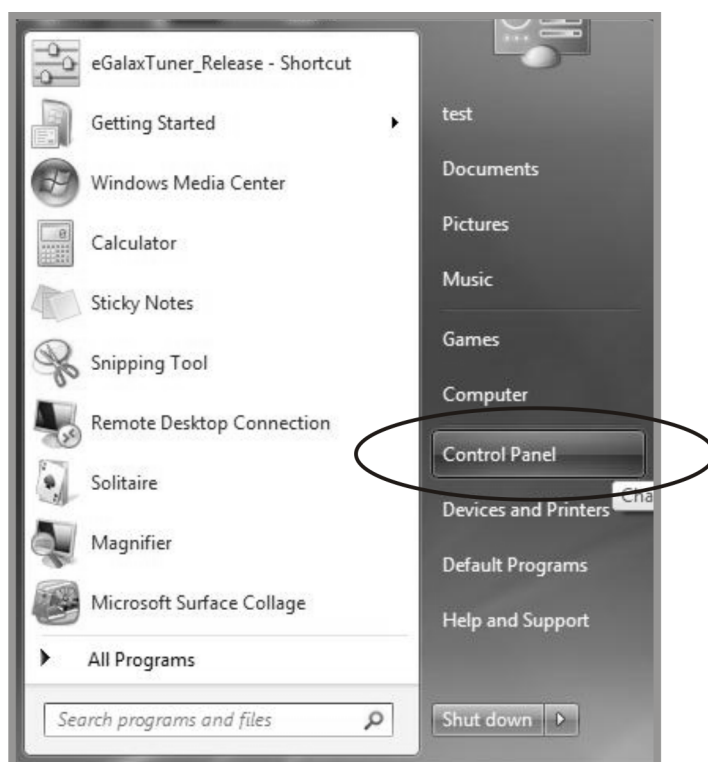 eGalaxTuner_Release - Shortcut
Getting Started
Windows Media Center
Calculator
Sticky Notes
Snipping Tool
Remote Desktop Connection
Solitaire
Magnifier
Microsoft Surface Collage
All Programs
Search programs and files
test
Documents
Pictures
Music
Games
Computer
Control Panel
Devices and Printers
Default Programs
Help and Support
Shut down